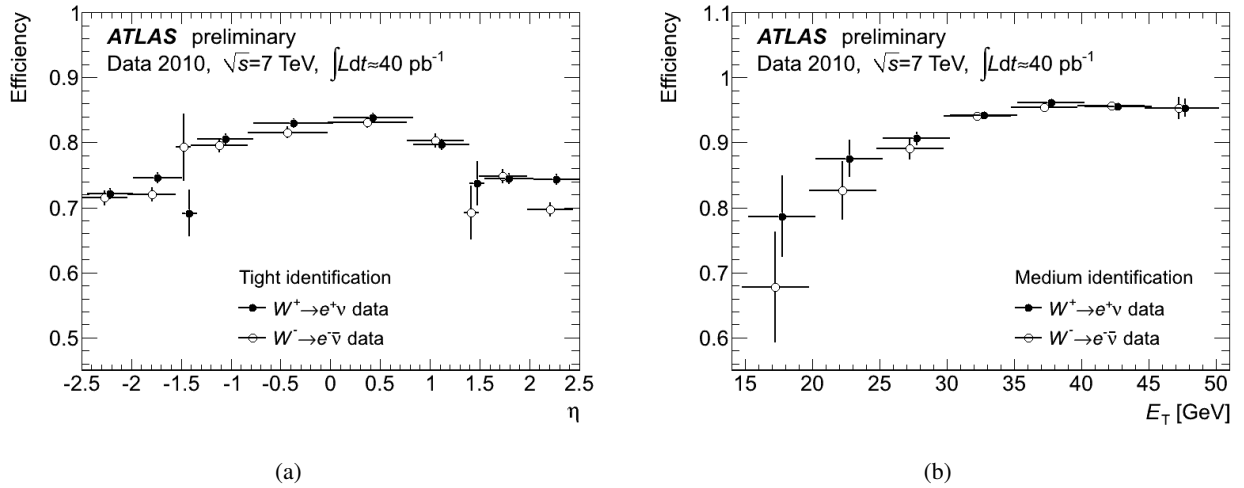 Efficiency
1
0.9
0.8
0.7
0.6
0.5
ATLAS preliminary
Data 2010, √s=7 TeV, ∫Ldt≈40 pb⁻¹
Tight identification
W⁺→e⁺ν data
W⁻→e⁻ν̄ data
-2.5 -2 -1.5 -1 -0.5 0 0.5 1 1.5 2 2.5
η
(a)
Efficiency
1.1
1
0.9
0.8
0.7
0.6
ATLAS preliminary
Data 2010, √s=7 TeV, ∫Ldt≈40 pb⁻¹
Medium identification
W⁺→e⁺ν data
W⁻→e⁻ν̄ data
15 20 25 30 35 40 45 50
E_T [GeV]
(b)